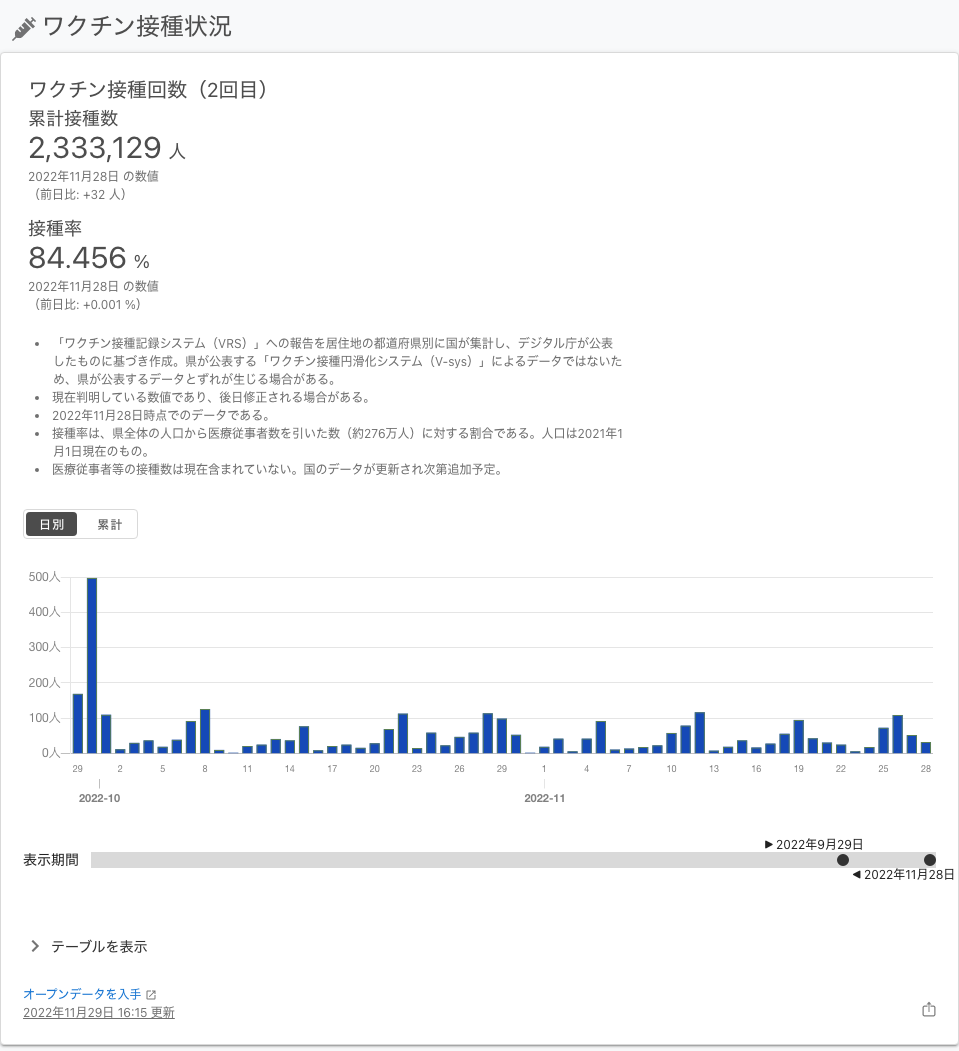 ワクチン接種状況
ワクチン接種回数（2回目）
累計接種数
2,333,129 人
2022年11月28日 の数値
（前日比: +32 人）
接種率
84.456 %
2022年11月28日 の数値
（前日比: +0.001 %）
• 「ワクチン接種記録システム（VRS）」への報告を居住地の都道府県別に国が集計し、デジタル庁が公表
したものに基づき作成。県が公表する「ワクチン接種円滑化システム（V-sys）」によるデータではないた
め、県が公表するデータとずれが生じる場合がある。
• 現在判明している数値であり、後日修正される場合がある。
• 2022年11月28日時点でのデータである。
• 接種率は、県全体の人口から医療従事者数を引いた数（約276万人）に対する割合である。人口は2021年1
月1日現在のもの。
• 医療従事者等の接種数は現在含まれていない。国のデータが更新され次第追加予定。
日別 累計
500人
400人
300人
200人
100人
0人
29 2 5 8 11 14 17 20 23 26 29 1 4 7 10 13 16 19 22 25 28
2022-10 2022-11
▶ 2022年9月29日
表示期間
◀ 2022年11月28日
テーブルを表示
オープンデータを入手
2022年11月29日 16:15 更新